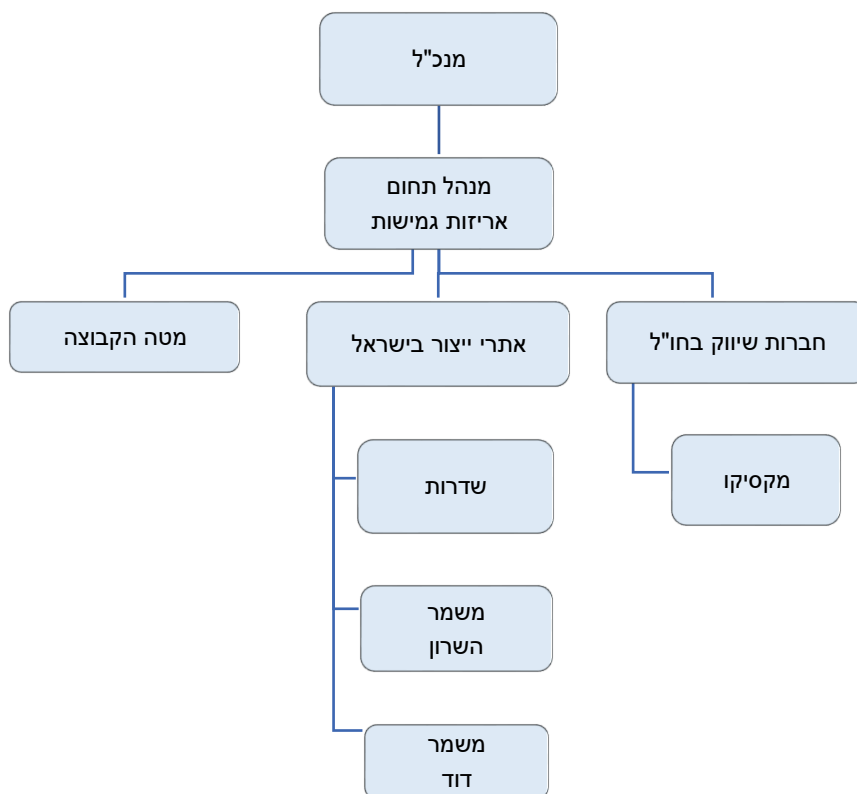 מנכ"ל
מנהל תחום
אריזות גמישות
חברות שיווק בחו"ל
אתרי ייצור בישראל
מטה הקבוצה
מקסיקו
שדרות
משמר
השרון
משמר
דוד